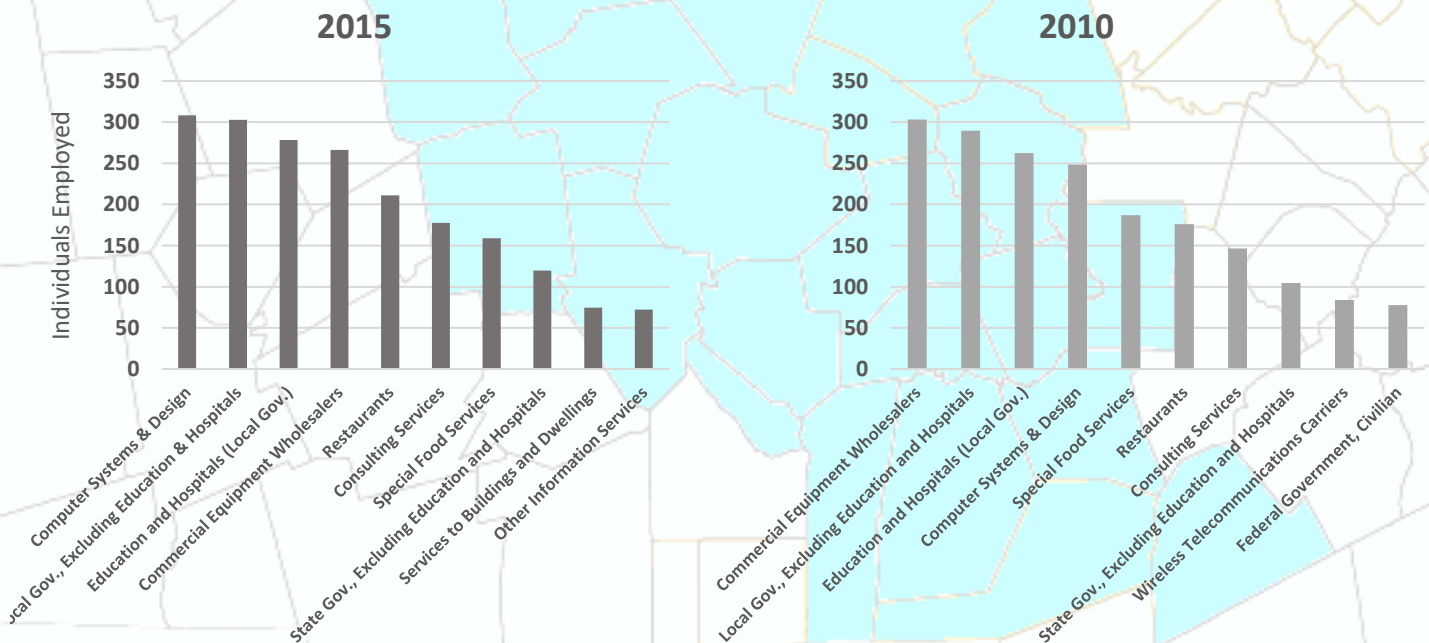 2015
Individuals Employed
350
300
250
200
150
100
50
0
Computer Systems & Design
Gov., Excluding Education & Hospitals
Education and Hospitals (Local Gov.)
Commercial Equipment Wholesalers
Restaurants
Consulting Services
Special Food Services
State Gov., Excluding Education and Hospitals
Services to Buildings and Dwellings
Other Information Services
2010
350
300
250
200
150
100
50
0
Commercial Equipment Wholesalers
Local Gov., Excluding Education and Hospitals
Education and Hospitals (Local Gov.)
Computer Systems & Design
Special Food Services
Restaurants
Consulting Services
State Gov., Excluding Education and Hospitals
Wireless Telecommunications Carriers
Federal Government, Civilian